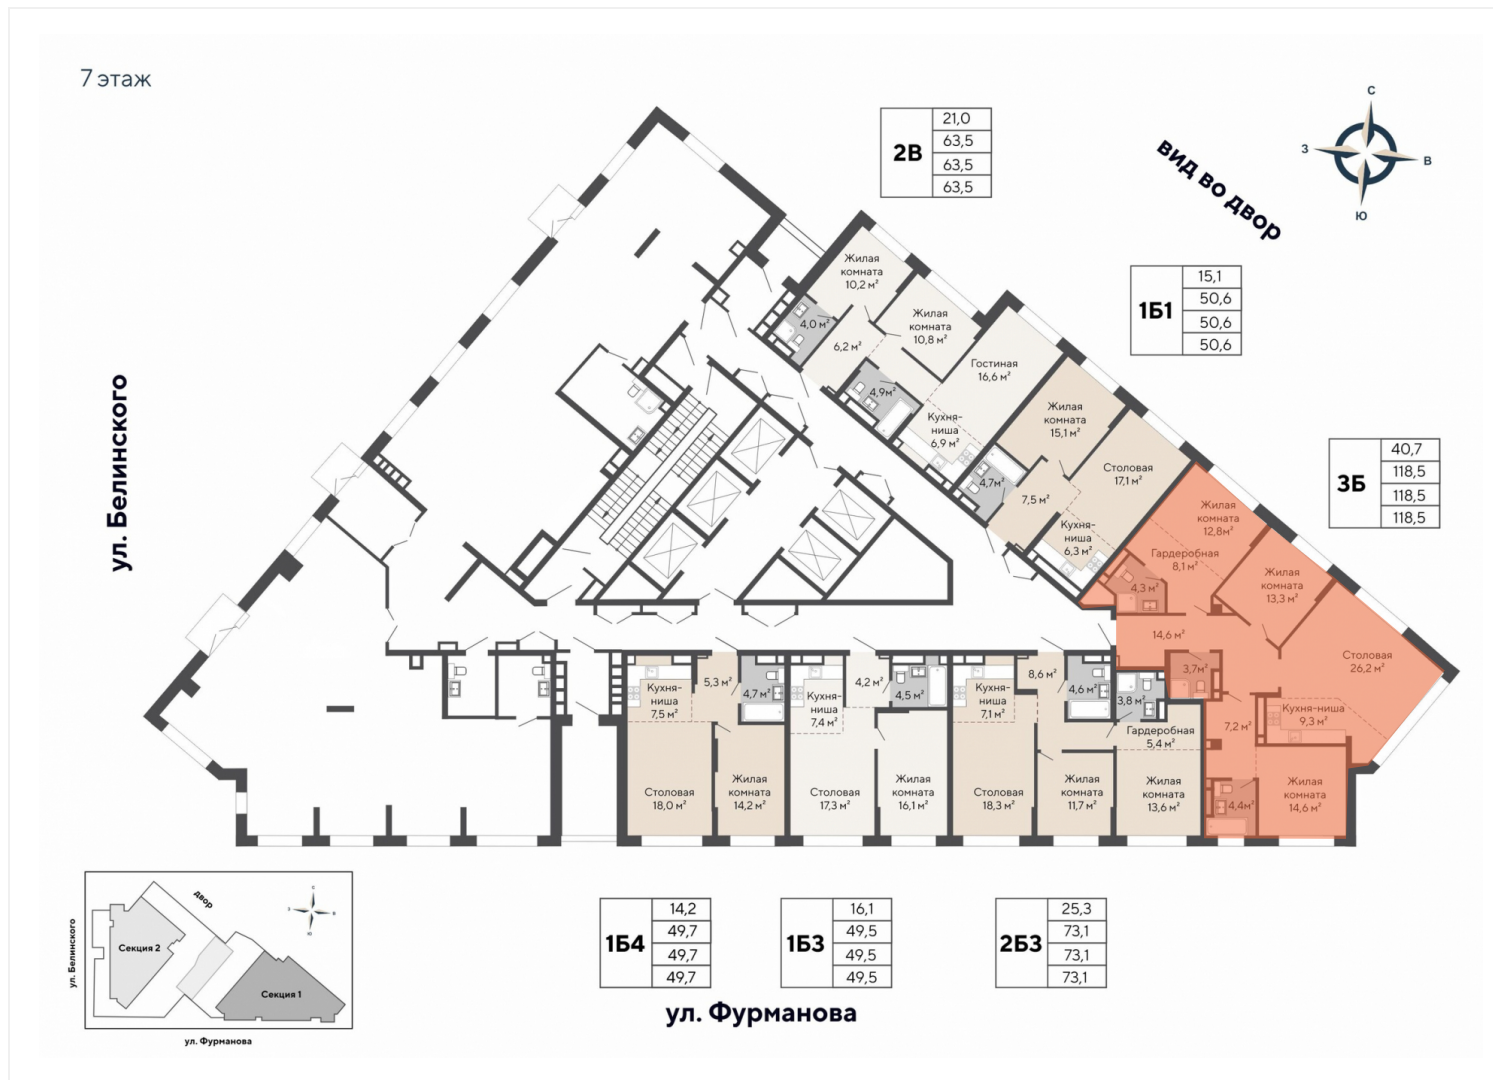 7 этаж
2В
21,0
63,5
63,5
63,5
вид во двор
С
З
В
Ю
1Б1
15,1
50,6
50,6
50,6
3Б
40,7
118,5
118,5
118,5
ул. Белинского
Жилая
комната
10,2 м²
4,0 м²
6,2 м²
Жилая
комната
10,8 м²
4,9м²
Гостиная
16,6 м²
Кухня-
ниша
6,9 м²
Жилая
комната
15,1 м²
4,7м²
7,5 м²
Столовая
17,1 м²
Кухня-
ниша
6,3 м²
Жилая
комната
12,8м²
Гардеробная
8,1 м²
4,3 м²
Жилая
комната
13,3 м²
14,6 м²
3,7м²
Столовая
26,2 м²
Кухня-ниша
9,3 м²
7,2 м²
4,4м²
Жилая
комната
14,6 м²
Кухня-
ниша
7,5 м²
5,3 м²
4,7 м²
Столовая
18,0 м²
Жилая
комната
14,2 м²
Кухня-
ниша
7,4 м²
4,2 м²
4,5 м²
Столовая
17,3 м²
Жилая
комната
16,1 м²
Кухня-
ниша
7,1 м²
8,6 м²
4,6 м²
3,8 м²
Гардеробная
5,4 м²
Столовая
18,3 м²
Жилая
комната
11,7 м²
Жилая
комната
13,6 м²
1Б4
14,2
49,7
49,7
49,7
1Б3
16,1
49,5
49,5
49,5
2Б3
25,3
73,1
73,1
73,1
ул. Фурманова
двор
С
З
В
Ю
Секция 2
Секция 1
ул. Белинского
ул. Фурманова